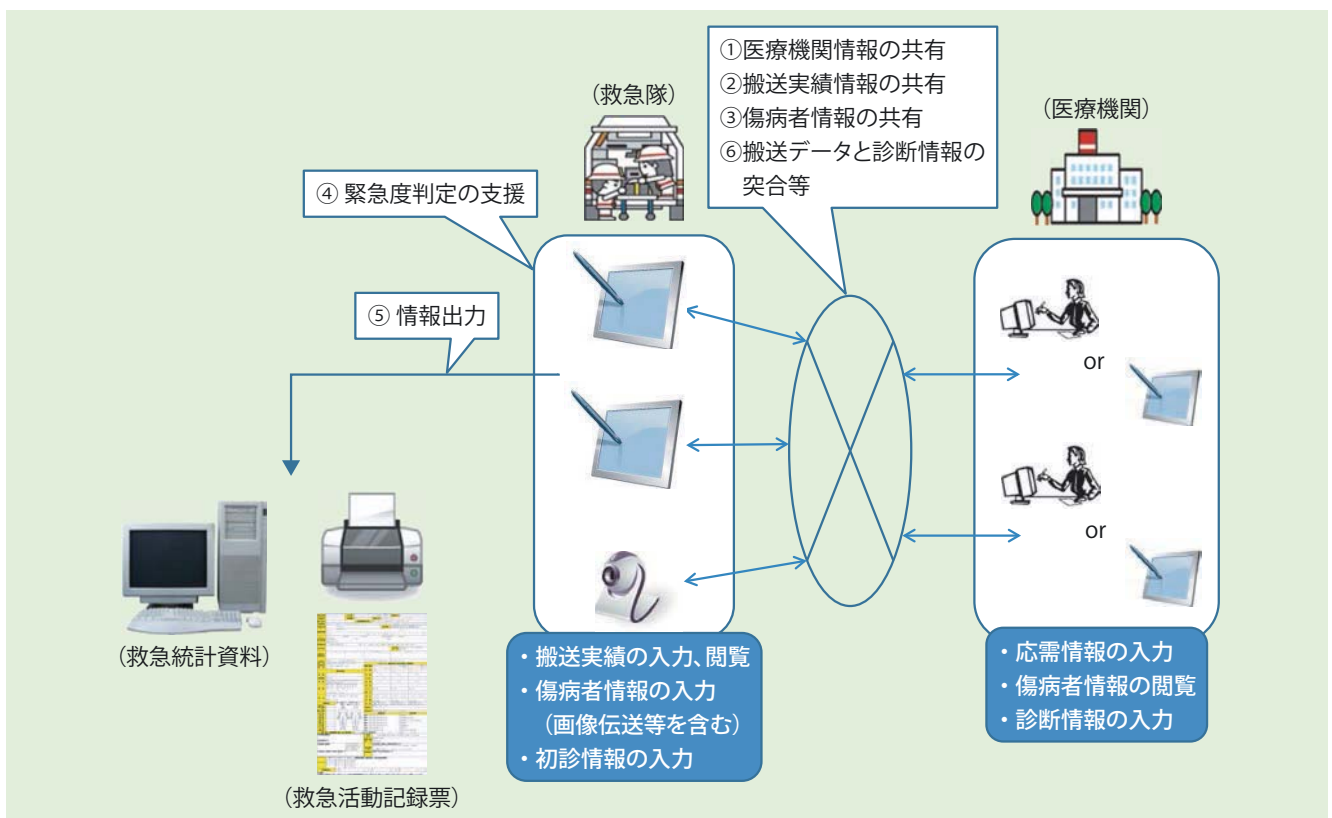 ①医療機関情報の共有
②搬送実績情報の共有
③傷病者情報の共有
⑥搬送データと診断情報の
突合等
（救急隊）
（医療機関）
④ 緊急度判定の支援
⑤ 情報出力
or
or
（救急統計資料）
（救急活動記録票）
・搬送実績の入力、閲覧
・傷病者情報の入力
（画像伝送等を含む）
・初診情報の入力
・応需情報の入力
・傷病者情報の閲覧
・診断情報の入力